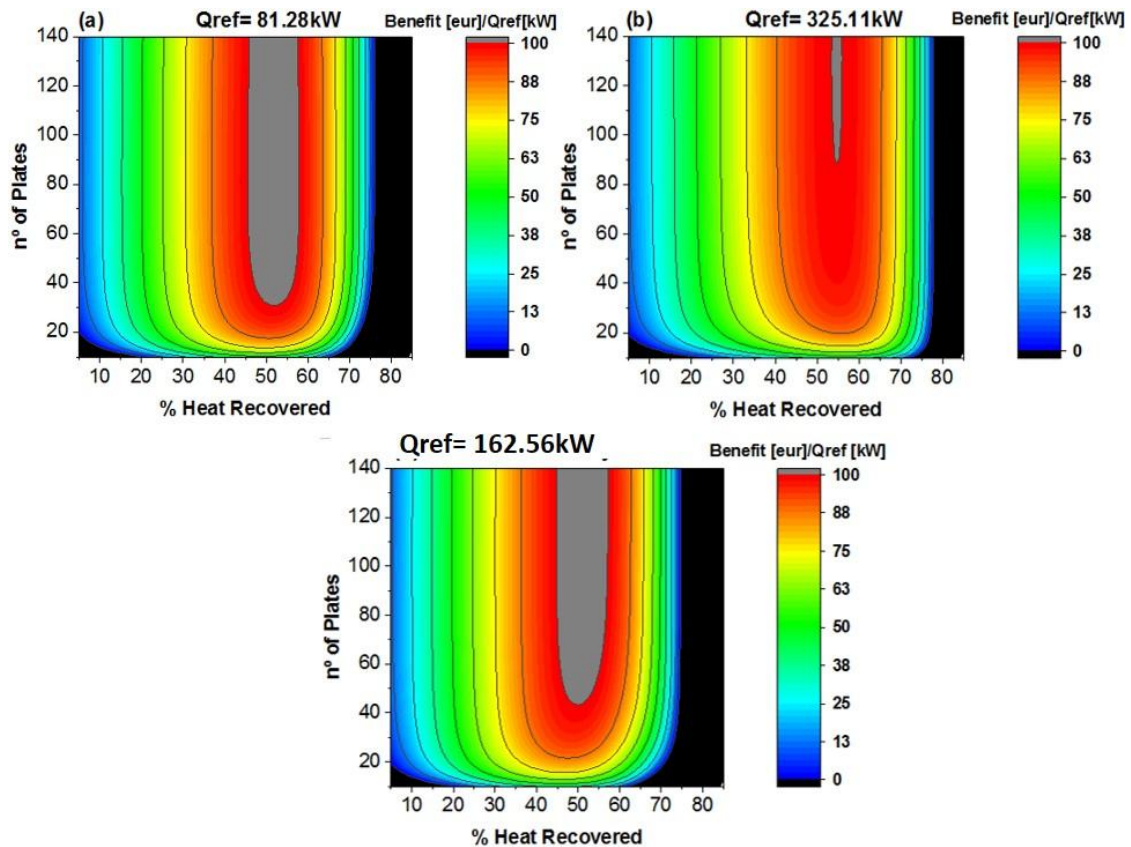 (a)
Qref= 81.28kW
Benefit [eur]/Qref[kW]
140
120
100
80
60
40
20
nº of Plates
10 20 30 40 50 60 70 80
% Heat Recovered
100
88
75
63
50
38
25
13
0
(b)
Qref= 325.11kW
Benefit [eur]/Qref[kW]
140
120
100
80
60
40
20
nº of Plates
10 20 30 40 50 60 70 80
% Heat Recovered
100
88
75
63
50
38
25
13
0
Qref= 162.56kW
Benefit [eur]/Qref [kW]
140
120
100
80
60
40
20
nº of Plates
10 20 30 40 50 60 70 80
% Heat Recovered
100
88
75
63
50
38
25
13
0